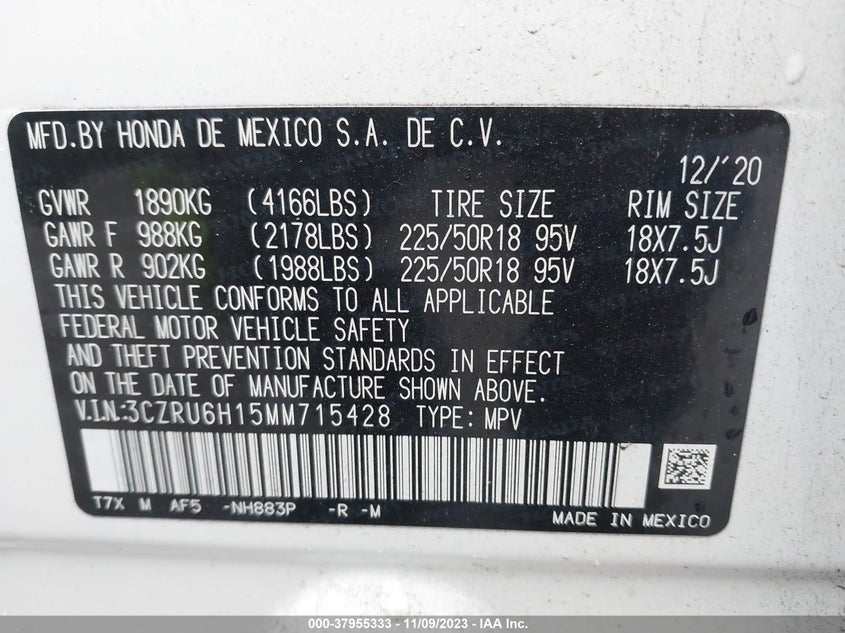 MFD.BY HONDA DE MEXICO S.A. DE C.V.
12/'20
GVWR 1890KG (4166LBS) TIRE SIZE RIM SIZE
GAWR F 988KG (2178LBS) 225/50R18 95V 18X7.5J
GAWR R 902KG (1988LBS) 225/50R18 95V 18X7.5J
THIS VEHICLE CONFORMS TO ALL APPLICABLE
FEDERAL MOTOR VEHICLE SAFETY
AND THEFT PREVENTION STANDARDS IN EFFECT
ON THE DATE OF MANUFACTURE SHOWN ABOVE.
V.I.N.:3CZRU6H15MM715428 TYPE: MPV
T7X M AF5 -NH883P -R -M
MADE IN MEXICO
000-37955333 - 11/09/2023 - IAAI.com